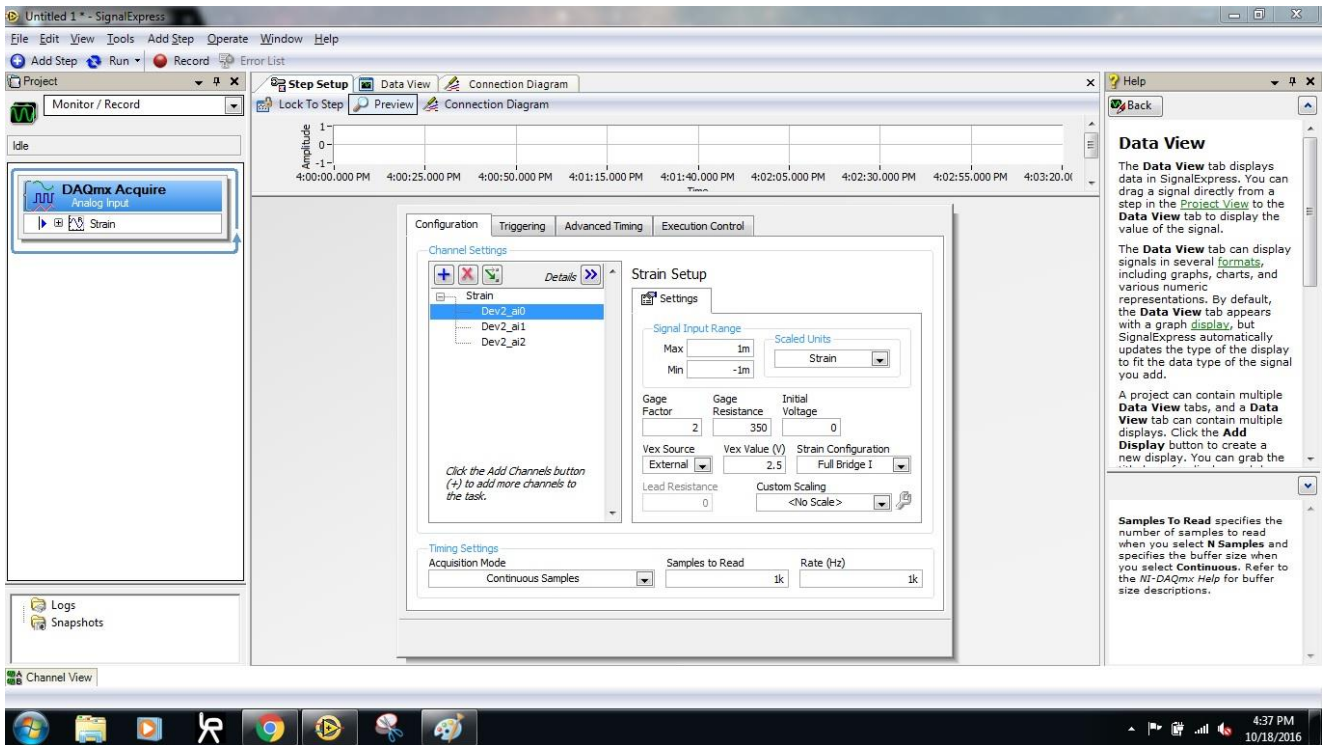 Untitled 1 * - SignalExpress
File Edit View Tools Add Step Operate Window Help
Add Step Run Record Error List
Project
Monitor / Record
Idle
DAQmx Acquire
Analog Input
Strain
Logs
Snapshots
Channel View
Step Setup Data View Connection Diagram
Lock To Step Preview Connection Diagram
Amplitude
1
0
-1
4:00:00.000 PM 4:00:25.000 PM 4:00:50.000 PM 4:01:15.000 PM 4:01:40.000 PM 4:02:05.000 PM 4:02:30.000 PM 4:02:55.000 PM 4:03:20.0(
Time
Configuration Triggering Advanced Timing Execution Control
Channel Settings
Details
Strain
Dev2_ai0
Dev2_ai1
Dev2_ai2
Click the Add Channels button
(+) to add more channels to
the task.
Strain Setup
Settings
Signal Input Range
Max 1m
Min -1m
Scaled Units
Strain
Gage Factor
2
Gage Resistance
350
Initial Voltage
0
Vex Source
External
Vex Value (V)
2.5
Strain Configuration
Full Bridge I
Lead Resistance
0
Custom Scaling
<No Scale>
Timing Settings
Acquisition Mode
Continuous Samples
Samples to Read
1k
Rate (Hz)
1k
Help
Back
Data View
The Data View tab displays
data in SignalExpress. You can
drag a signal directly from a
step in the Project View to the
Data View tab to display the
value of the signal.
The Data View tab can display
signals in several formats,
including graphs, charts, and
various numeric
representations. By default,
the Data View tab appears
with a graph display, but
SignalExpress automatically
updates the type of the display
to fit the data type of the signal
you add.
A project can contain multiple
Data View tabs, and a Data
View tab can contain multiple
displays. Click the Add
Display button to create a
new display. You can grab the
Samples To Read specifies the
number of samples to read
when you select N Samples and
specifies the buffer size when
you select Continuous. Refer to
the NI-DAQmx Help for buffer
size descriptions.
4:37 PM
10/18/2016